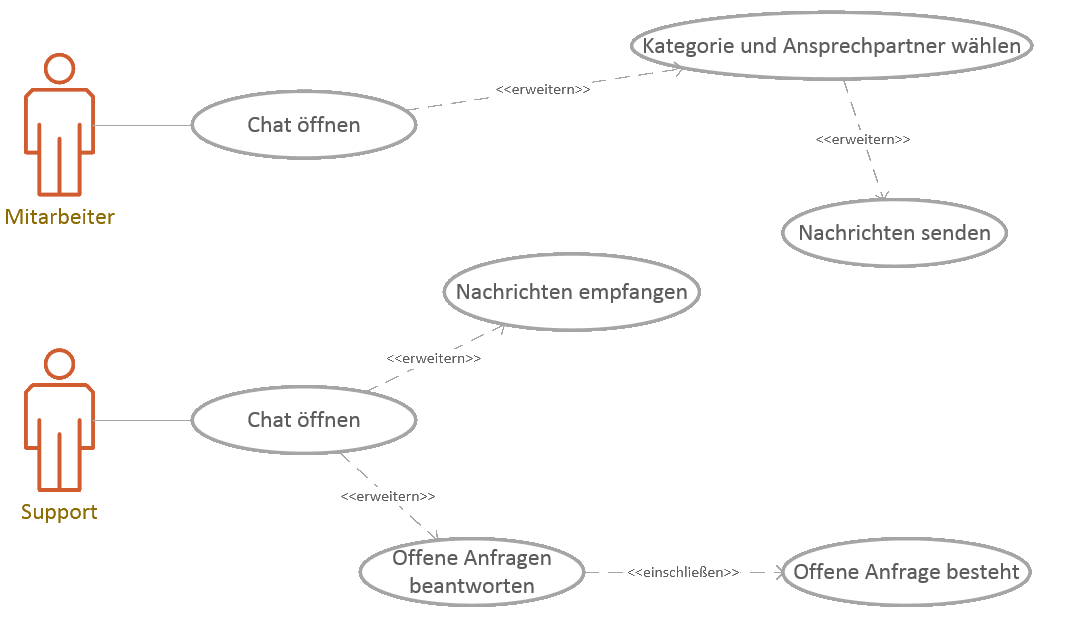 Kategorie und Ansprechpartner wählen
<<erweitern>>
Chat öffnen
<<erweitern>>
Mitarbeiter
Nachrichten senden
Nachrichten empfangen
<<erweitern>>
Chat öffnen
<<erweitern>>
Support
Offene Anfragen
beantworten
<<einschließen>>
Offene Anfrage besteht